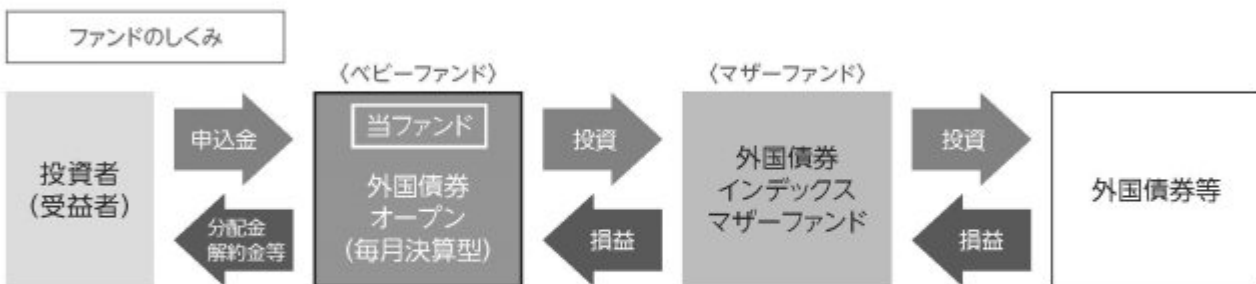 ファンドのしくみ
〈ベビーファンド〉
〈マザーファンド〉
投資者
（受益者）
申込金
分配金
解約金等
当ファンド
外国債券
オープン
（毎月決算型）
投資
損益
外国債券
インデックス
マザーファンド
投資
損益
外国債券等